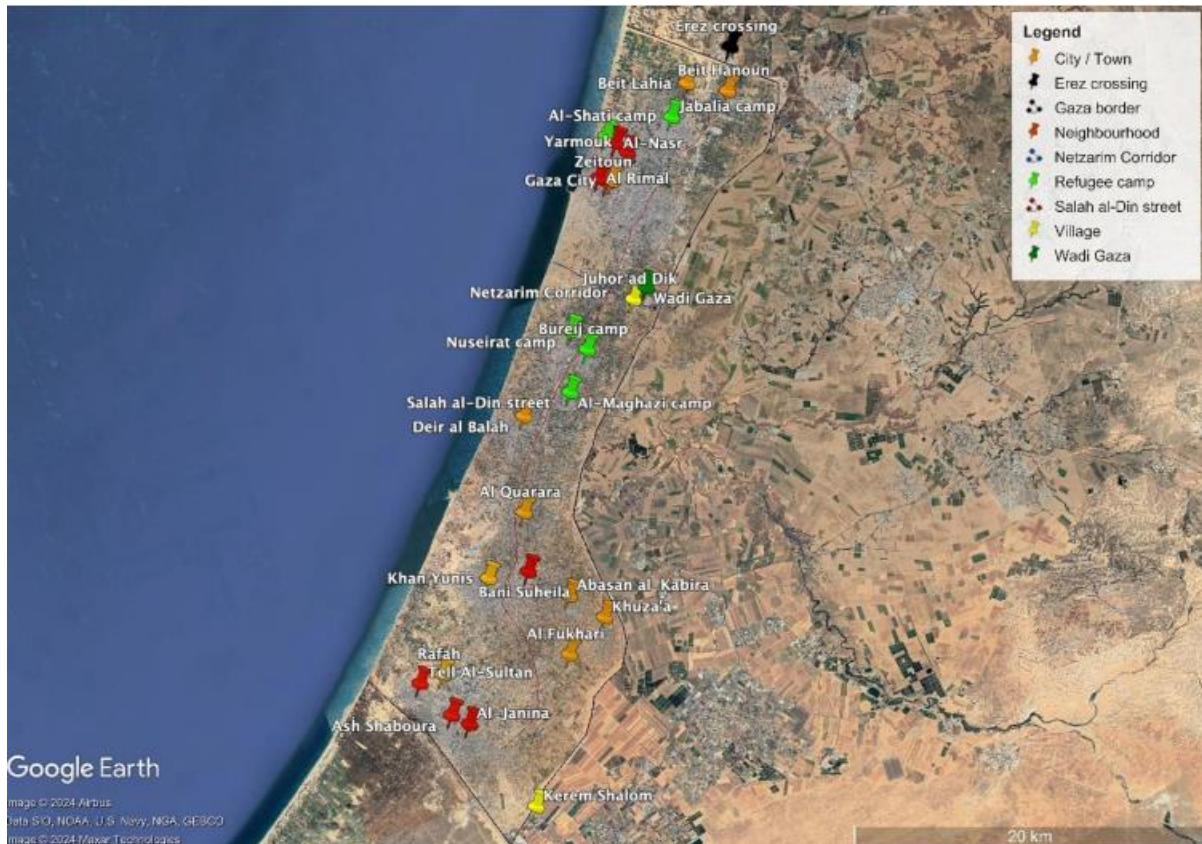 Erez crossing
Beit Hanoun
Beit Lahia
Jabalia camp
Al-Shati camp
Yarmouk
Al-Nasr
Zeitoun
Gaza City
Al Rimal
Juhor ad Dik
Netzarim Corridor
Wadi Gaza
Bureij camp
Nuseirat camp
Salah al-Din street
Al-Maghazi camp
Deir al Balah
Al Quarara
Khan Yunis
Bani Suheila
Abasan al Kabira
Khuza'a
Al Fukhari
Rafah
Tell Al-Sultan
Ash Shaboura
Al-Janina
Kerem Shalom
Legend
City / Town
Erez crossing
Gaza border
Neighbourhood
Netzarim Corridor
Refugee camp
Salah al-Din street
Village
Wadi Gaza
Google Earth
mage © 2024 Airbus
Data SIO, NOAA, U.S. Navy, NGA, GEBCO
mage © 2024 Maxar Technologies
20 km